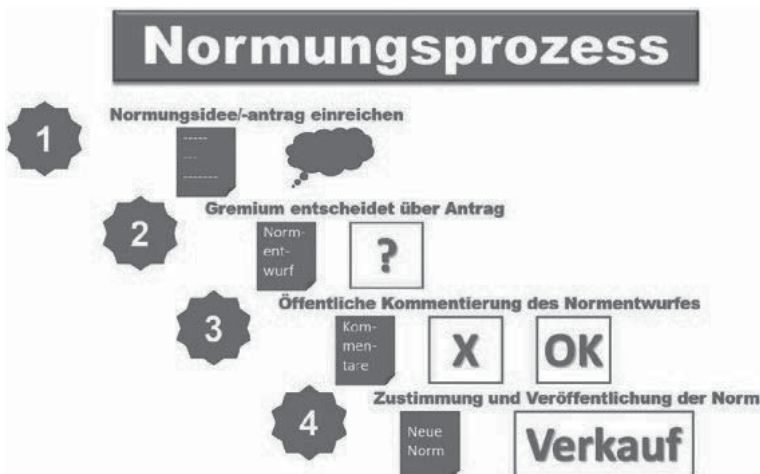 Normungsprozess
1
Normungsidee/-antrag einreichen
-----
---
-------
2
Gremium entscheidet über Antrag
Norm-
ent-
wurf
?
3
Öffentliche Kommentierung des Normentwurfes
Kom-
men-
tare
X
OK
4
Zustimmung und Veröffentlichung der Norm
Neue
Norm
Verkauf